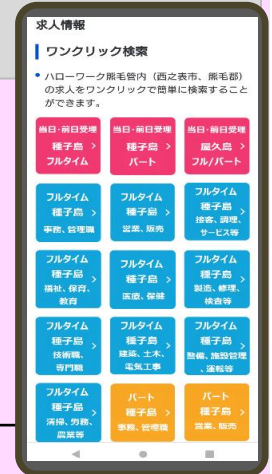 求人情報
ワンクリック検索
・ハローワーク熊毛管内（西之表市、熊毛郡）
の求人をワンクリックで簡単に検索すること
ができます。
当日・前日受理
種子島
フルタイム
当日・前日受理
種子島
パート
当日・前日受理
屋久島
フル/パート
フルタイム
種子島
事務、管理職
フルタイム
種子島
営業、販売
フルタイム
種子島
接客、調理、
サービス等
フルタイム
種子島
福祉、保育、
教育
フルタイム
種子島
医療、保健
フルタイム
種子島
製造、修理、
検査等
フルタイム
種子島
技術職、
専門職
フルタイム
種子島
建築、土木、
電気工事
フルタイム
種子島
整備、施設管理
、運転等
フルタイム
種子島
清掃、労務、
農業等
パート
種子島
事務、管理職
パート
種子島
営業、販売